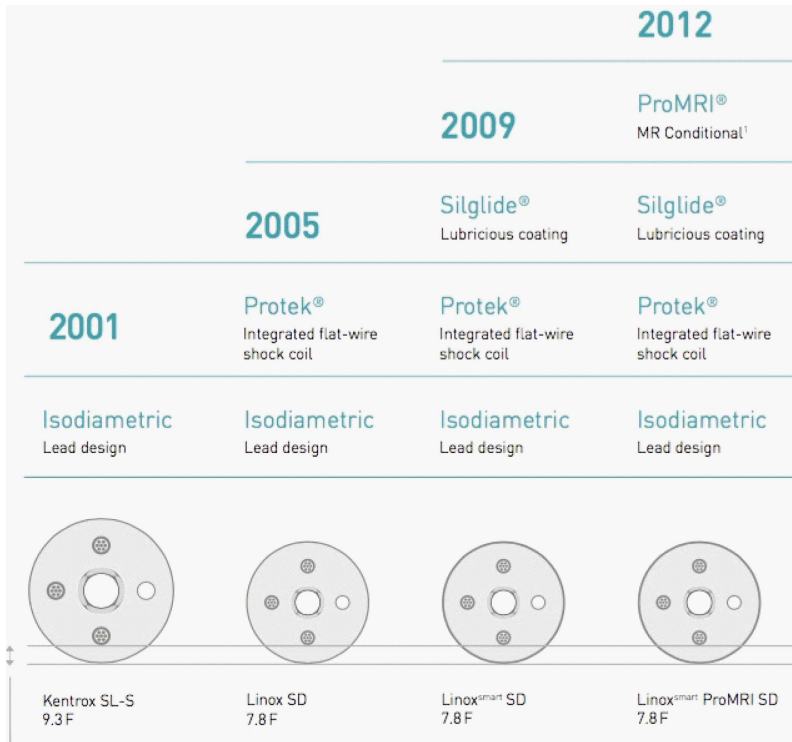 2012
2009
ProMRI®
MR Conditional¹
2005
Silglide®
Lubricious coating
Silglide®
Lubricious coating
2001
Protek®
Integrated flat-wire
shock coil
Protek®
Integrated flat-wire
shock coil
Protek®
Integrated flat-wire
shock coil
Isodiametric
Lead design
Isodiametric
Lead design
Isodiametric
Lead design
Isodiametric
Lead design
Kentrox SL-S
9.3 F
Linox SD
7.8 F
Linoxsmart SD
7.8 F
Linoxsmart ProMRI SD
7.8 F